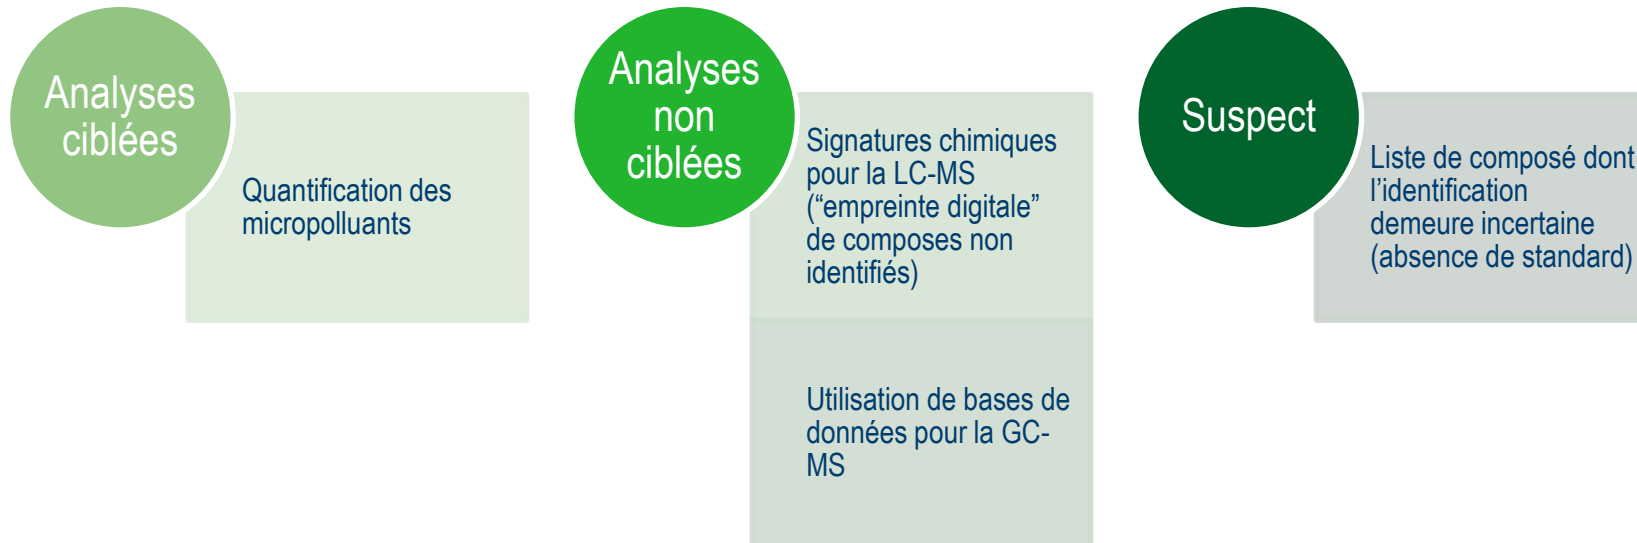 Analyses
ciblées
Quantification des
micropolluants
Analyses
non
ciblées
Signatures chimiques
pour la LC-MS
(“empreinte digitale”
de composes non
identifiés)
Utilisation de bases de
données pour la GC-
MS
Suspect
Liste de composé dont
l’identification
demeure incertaine
(absence de standard)